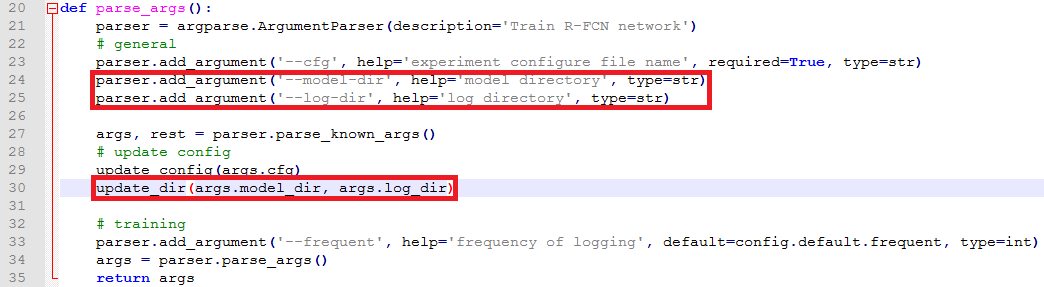 20 def parse_args():
21 parser = argparse.ArgumentParser(description='Train R-FCN network')
22 # general
23 parser.add_argument('--cfg', help='experiment configure file name', required=True, type=str)
24 parser.add_argument('--model-dir', help='model directory', type=str)
25 parser.add_argument('--log-dir', help='log directory', type=str)
26
27 args, rest = parser.parse_known_args()
28 # update config
29 update_config(args.cfg)
30 update_dir(args.model_dir, args.log_dir)
31
32 # training
33 parser.add_argument('--frequent', help='frequency of logging', default=config.default.frequent, type=int)
34 args = parser.parse_args()
35 return args